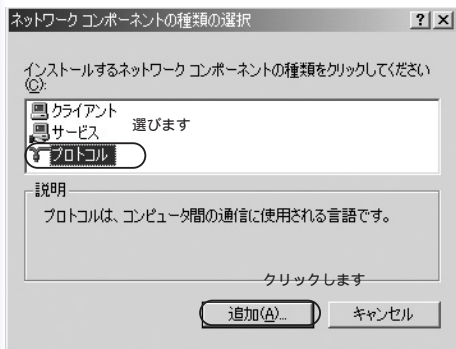 ネットワーク コンポーネントの種類の選択
インストールするネットワーク コンポーネントの種類をクリックしてください
(C):
クライアント
サービス
選びます
プロトコル
説明
プロトコルは、コンピュータ間の通信に使用される言語です。
クリックします
追加(A)...
キャンセル